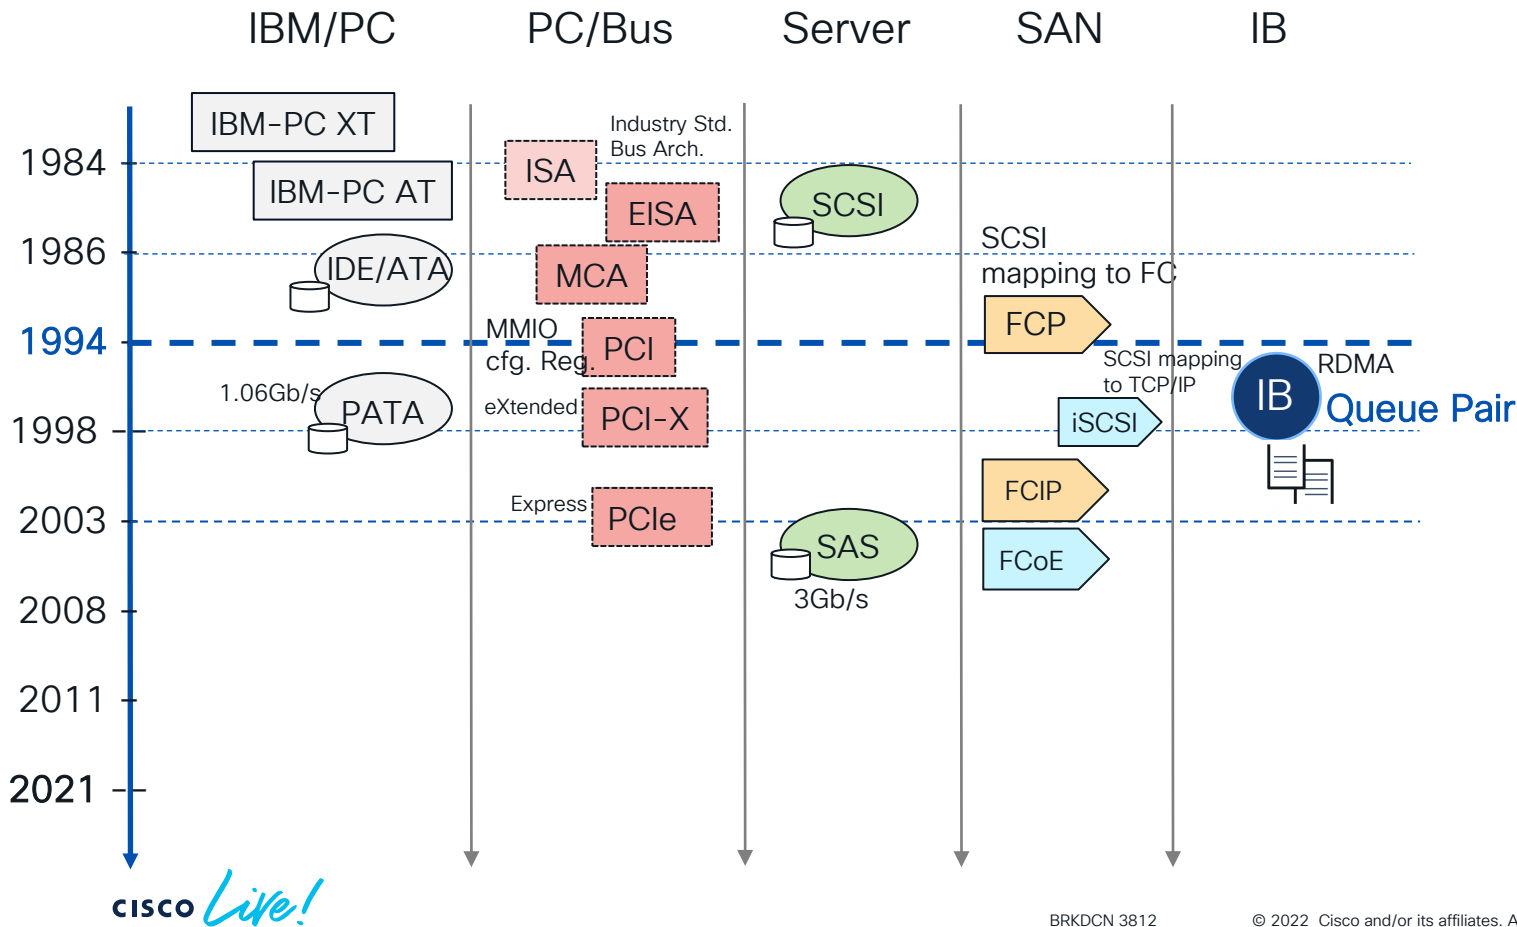 IBM/PC
PC/Bus
Server
SAN
IB
IBM-PC XT
Industry Std.
Bus Arch.
1984
ISA
IBM-PC AT
EISA
SCSI
1986
SCSI
mapping to FC
IDE/ATA
MCA
FCP
1994
MMIO
cfg. Reg.
PCI
SCSI mapping
to TCP/IP
RDMA
IB
Queue Pair
1.06Gb/s
PATA
eXtended
PCI-X
iSCSI
1998
FCIP
Express
PCIe
2003
SAS
FCoE
3Gb/s
2008
2011
2021
CISCO Live!
BRKDCN 3812
© 2022 Cisco and/or its affiliates. A